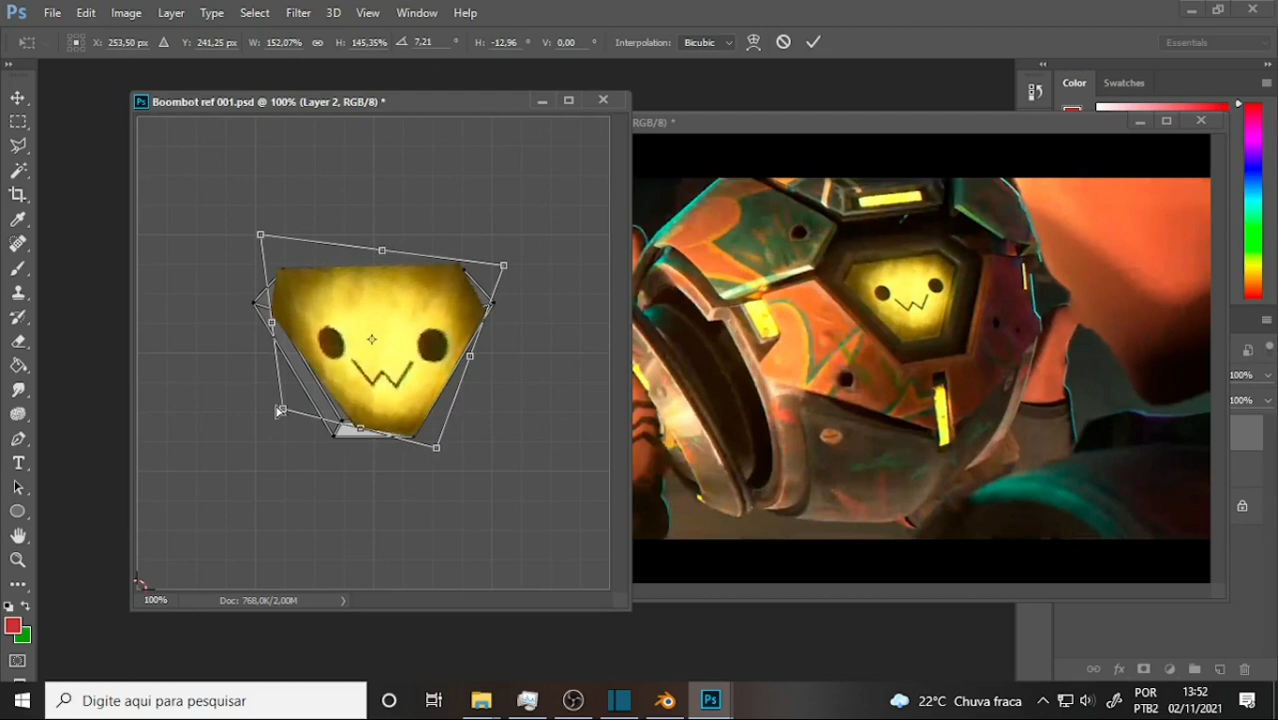 Ps File Edit Image Layer Type Select Filter 3D View Window Help
X: 253,50 px Y: 241,25 px W: 152,07% H: 145,35% 7,21 ° H: -12,96 ° V: 0,00 ° Interpolation: Bicubic Essentials
Color Swatches
Ps Boombot ref 001.psd @ 100% (Layer 2, RGB/8) *
RGB/8) *
100%
100%
100% Doc: 768,0K/2,00M
fx
Digite aqui para pesquisar
Ps
22°C Chuva fraca
POR
PTB2
13:52
02/11/2021